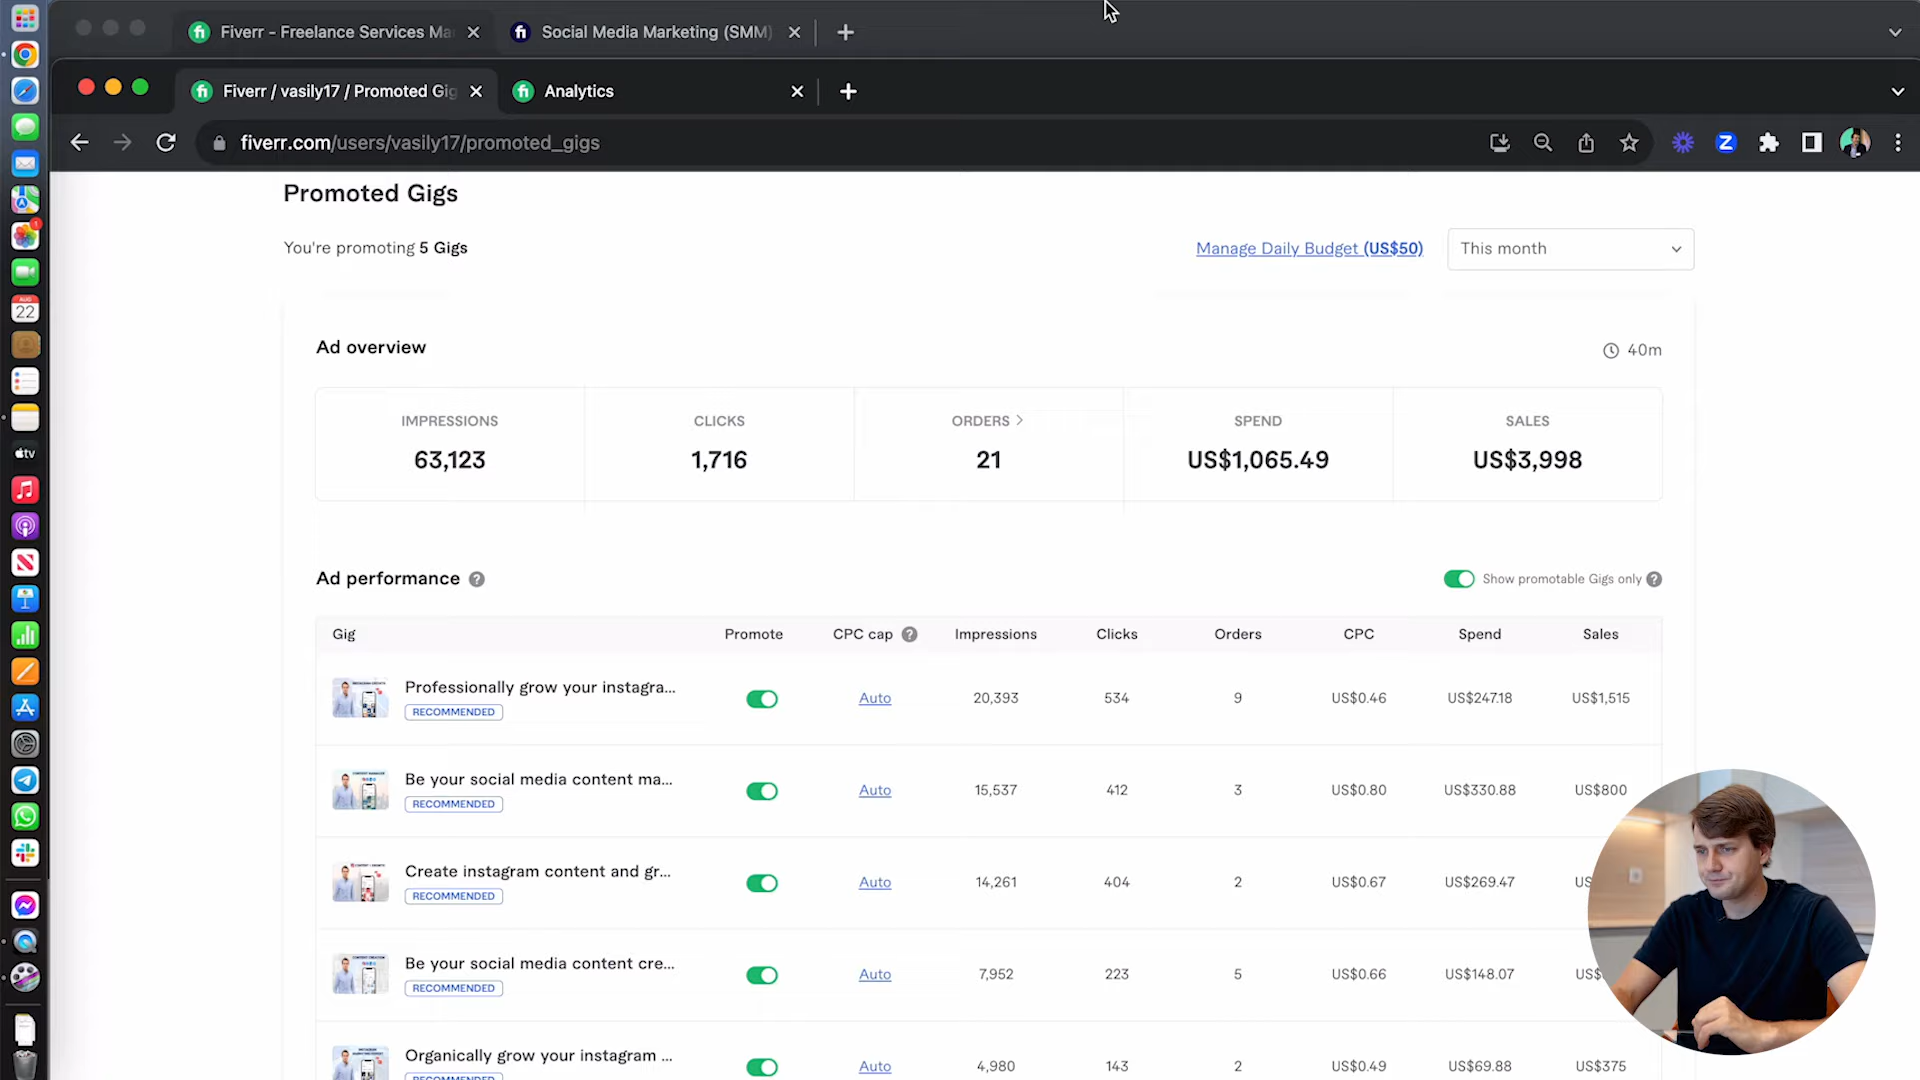 Fiverr - Freelance Services Ma
Social Media Marketing (SMM)
Fiverr / vasily17 / Promoted Gig
Analytics
fiverr.com/users/vasily17/promoted_gigs
Promoted Gigs
You're promoting 5 Gigs
Manage Daily Budget (US$50)
This month
Ad overview
40m
IMPRESSIONS
63,123
CLICKS
1,716
ORDERS
21
SPEND
US$1,065.49
SALES
US$3,998
Ad performance
Show promotable Gigs only
Gig Promote CPC cap Impressions Clicks Orders CPC Spend Sales
Professionally grow your instagra...
RECOMMENDED
Auto 20,393 534 9 US$0.46 US$247.18 US$1,515
Be your social media content ma...
RECOMMENDED
Auto 15,537 412 3 US$0.80 US$330.88 US$800
Create instagram content and gr...
RECOMMENDED
Auto 14,261 404 2 US$0.67 US$269.47 US
Be your social media content cre...
RECOMMENDED
Auto 7,952 223 5 US$0.66 US$148.07 US$
Organically grow your instagram ...
RECOMMENDED
Auto 4,980 143 2 US$0.49 US$69.88 US$375
AUG
22
tv